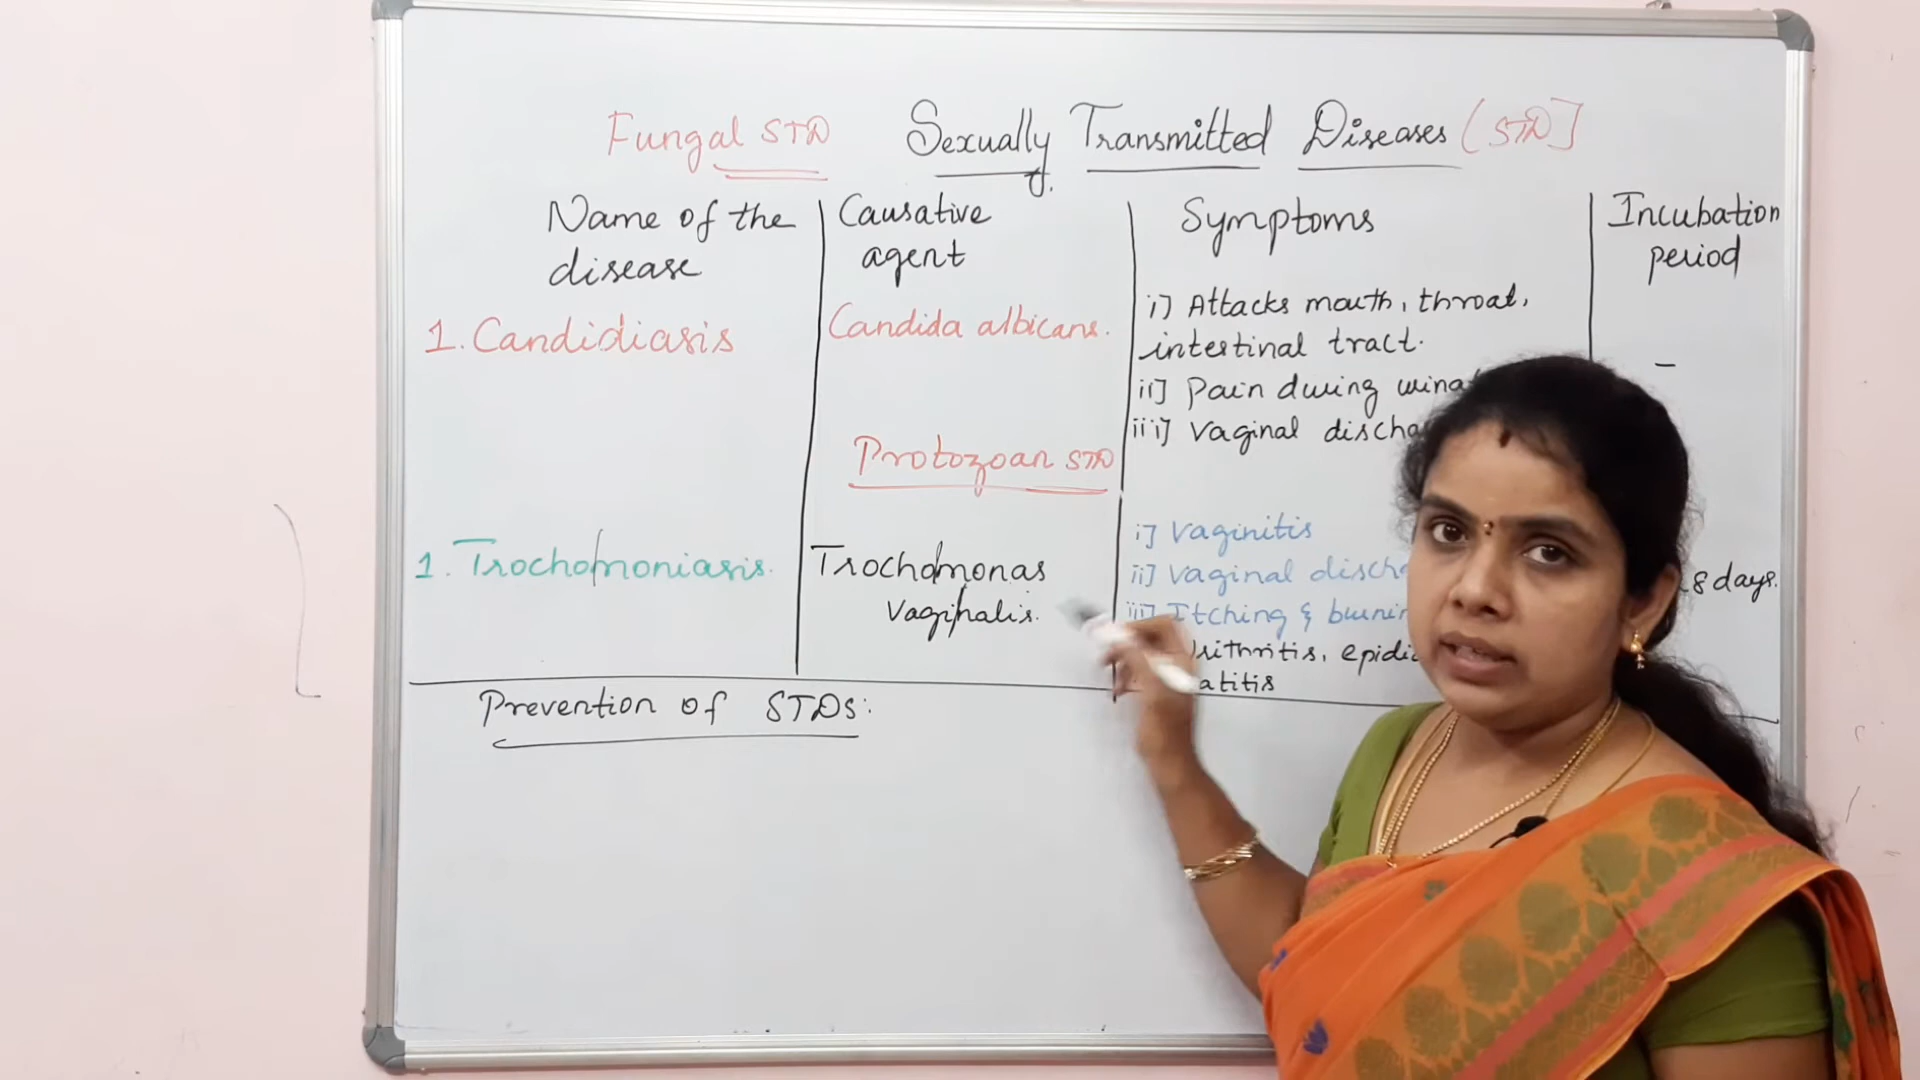 Fungal STD Sexually Transmitted Diseases (STD]
Name of the disease
Causative agent
Symptoms
Incubation period
1. Candidiasis
Candida albicans.
i] Attacks mouth, throat,
intestinal tract.
ii] Pain during
iii] Vaginal
-
Protozoan STD
1. Trochomoniasis.
Trochomonas
Vaginalis.
i] Vaginitis
ii] Vaginal
iii] Itching &
8 days.
Prevention of STDs: